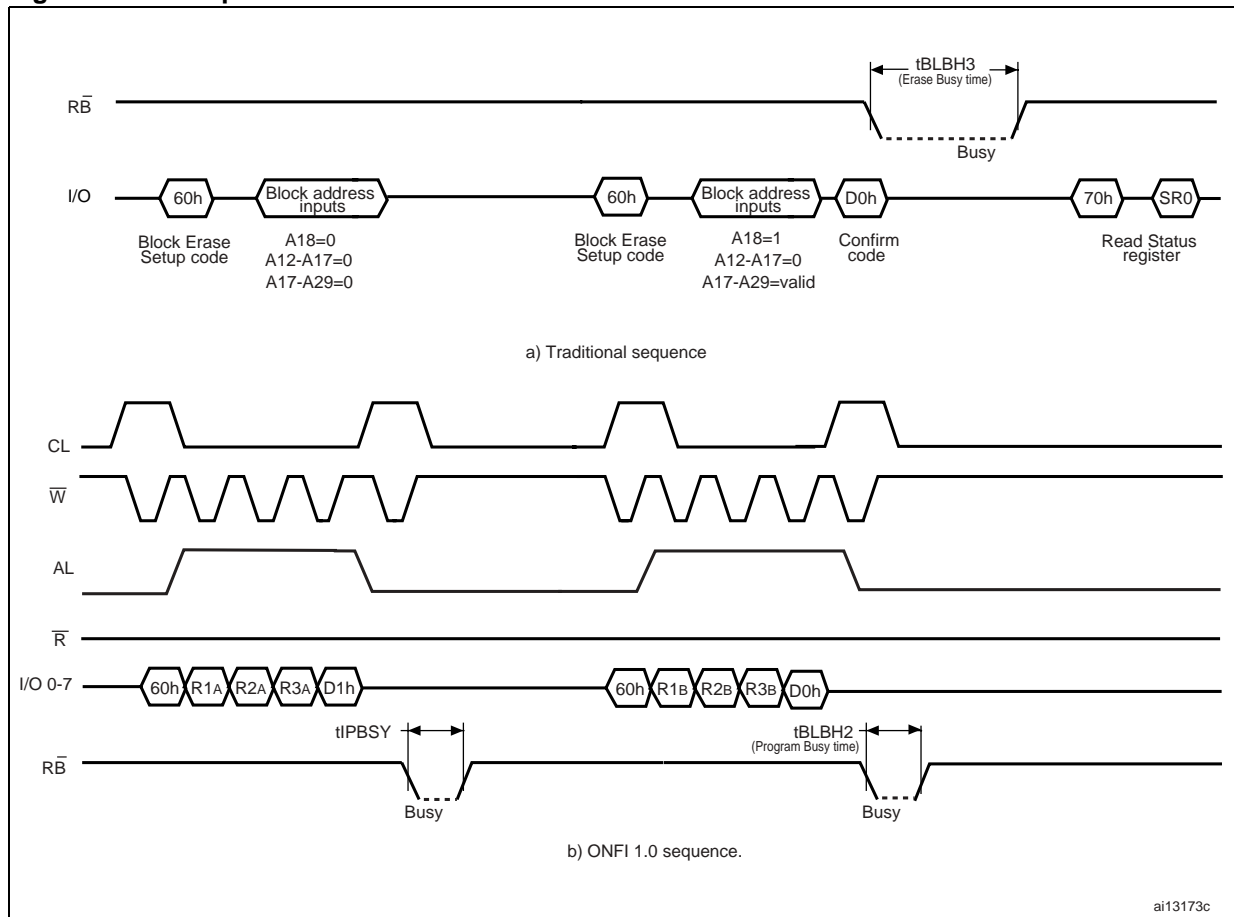 tBLBH3
(Erase Busy time)
RB̅
Busy
I/O
60h
Block address
inputs
60h
Block address
inputs
D0h
70h
SR0
Block Erase
Setup code
A18=0
A12-A17=0
A17-A29=0
Block Erase
Setup code
A18=1
A12-A17=0
A17-A29=valid
Confirm
code
Read Status
register
a) Traditional sequence
CL
W̅
AL
R̅
I/O 0-7
60h R1A R2A R3A D1h
60h R1B R2B R3B D0h
tIPBSY
tBLBH2
(Program Busy time)
RB̅
Busy
Busy
b) ONFI 1.0 sequence.
ai13173c